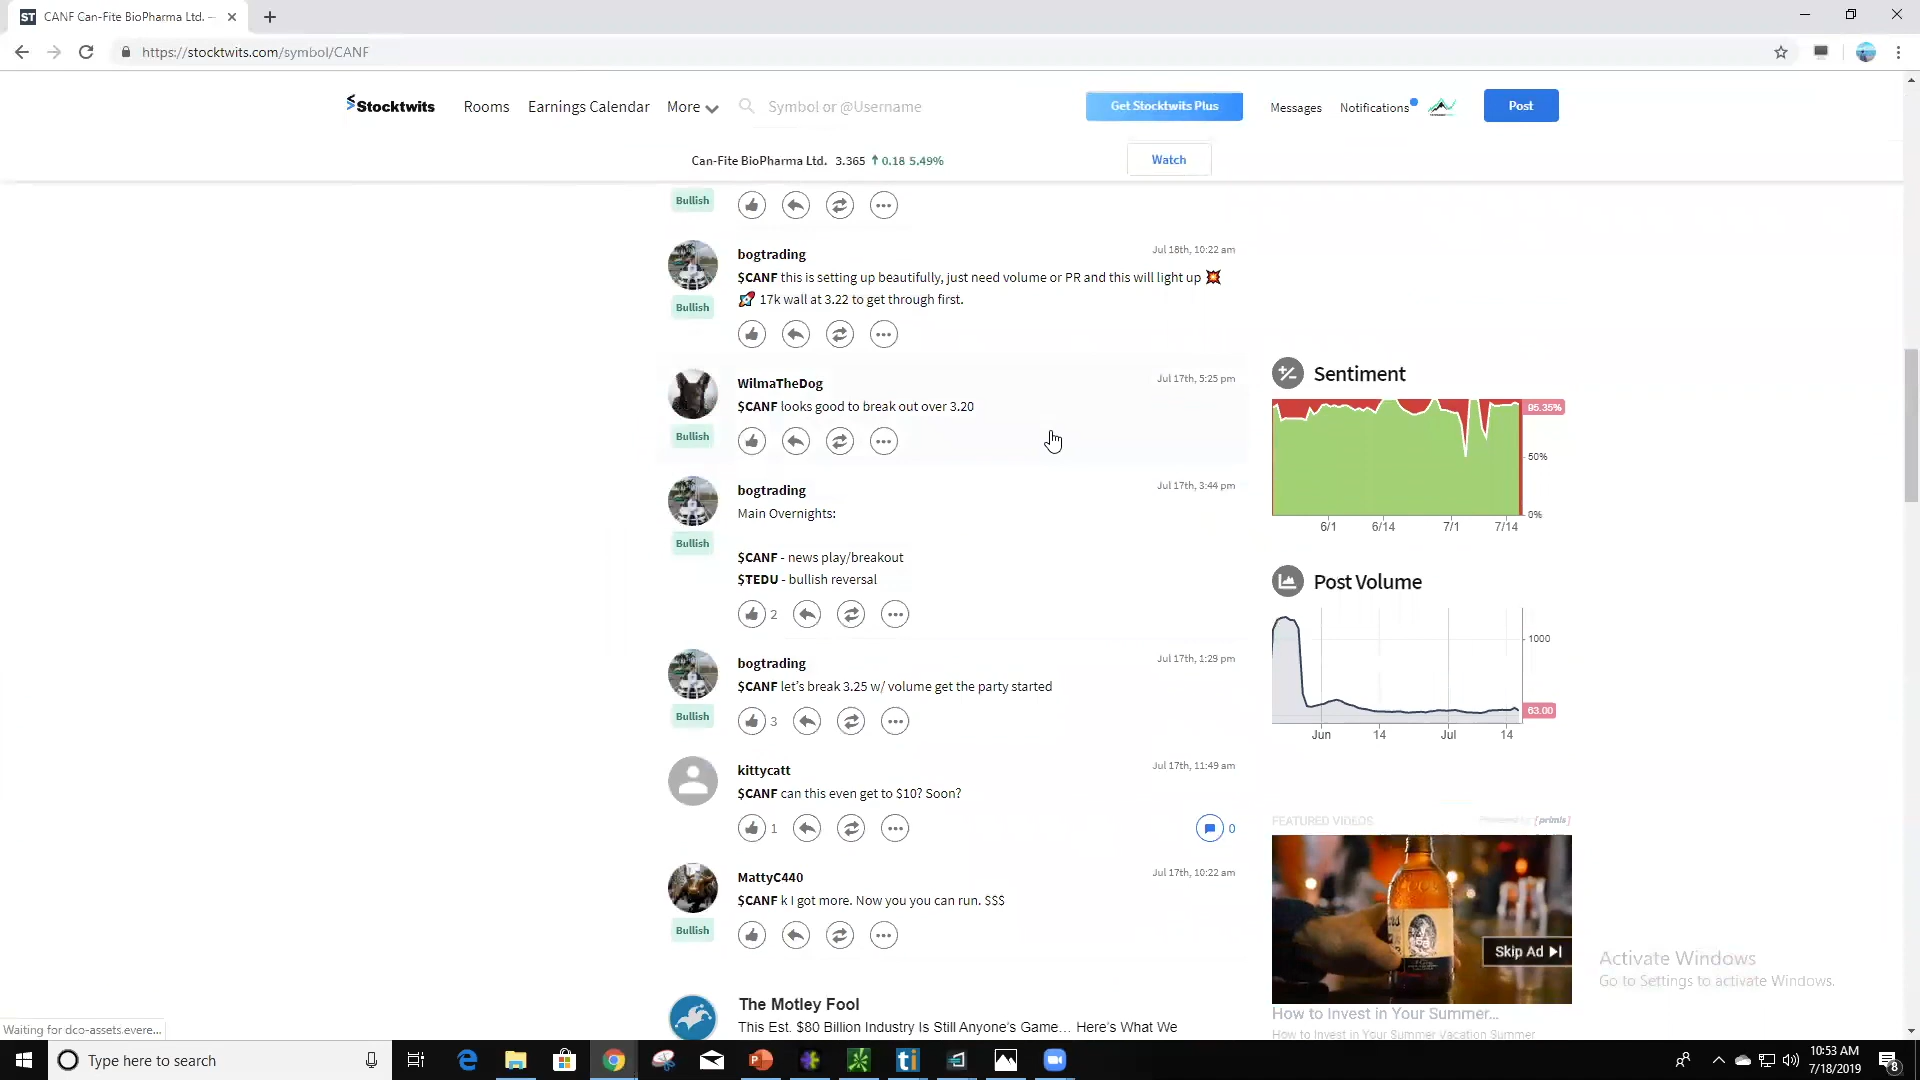 ST CANF Can-Fite BioPharma Ltd. –
https://stocktwits.com/symbol/CANF
Stocktwits
Rooms
Earnings Calendar
More
Symbol or @Username
Get Stocktwits Plus
Messages
Notifications
Post
Can-Fite BioPharma Ltd. 3.365 ↑ 0.18 5.49%
Watch
Bullish
bogtrading
Jul 18th, 10:22 am
$CANF this is setting up beautifully, just need volume or PR and this will light up 💥
🚀 17k wall at 3.22 to get through first.
Bullish
WilmaTheDog
Jul 17th, 5:25 pm
$CANF looks good to break out over 3.20
Bullish
bogtrading
Jul 17th, 3:44 pm
Main Overnights:
Bullish
$CANF - news play/breakout
$TEDU - bullish reversal
2
bogtrading
Jul 17th, 1:29 pm
$CANF let's break 3.25 w/ volume get the party started
Bullish
3
kittycatt
Jul 17th, 11:49 am
$CANF can this even get to $10? Soon?
1
0
MattyC440
Jul 17th, 10:22 am
$CANF k I got more. Now you you can run. $$$
Bullish
The Motley Fool
This Est. $80 Billion Industry Is Still Anyone's Game… Here's What We
Sentiment
95.35%
50%
0%
6/1
6/14
7/1
7/14
Post Volume
1000
63.00
Jun
14
Jul
14
FEATURED VIDEOS
Powered by [primis]
Skip Ad
How to Invest in Your Summer...
How to Invest in Your Summer Vacation Summer
Activate Windows
Go to Settings to activate Windows.
Waiting for dco-assets.evere...
Type here to search
10:53 AM
7/18/2019
8